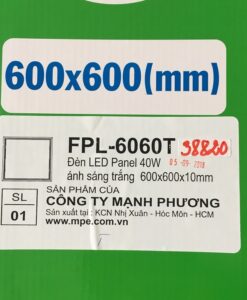 600x600(mm)
FPL-6060T 38820
Đèn LED Panel 40W 05-09-2018
ánh sáng trắng 600x600x10mm
SL
01
SẢN PHẨM CỦA
CÔNG TY MẠNH PHƯƠNG
Sản xuất tại : KCN Nhị Xuân - Hóc Môn - HCM
www.mpe.com.vn